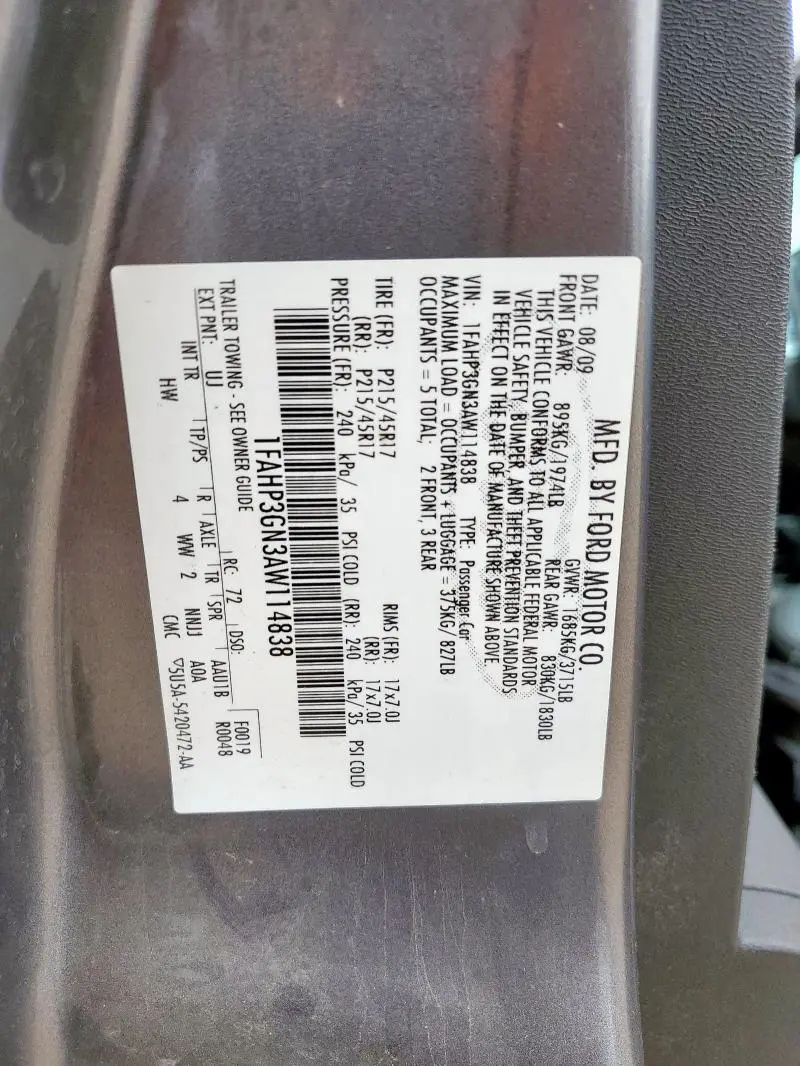 MFD. BY FORD MOTOR CO.
DATE: 08/09 GVWR: 1685KG/3715LB
FRONT GAWR: 895KG/1974LB REAR GAWR: 830KG/1830LB
THIS VEHICLE CONFORMS TO ALL APPLICABLE FEDERAL MOTOR
VEHICLE SAFETY, BUMPER, AND THEFT PREVENTION STANDARDS
IN EFFECT ON THE DATE OF MANUFACTURE SHOWN ABOVE.
VIN: 1FAHP3GN3AW114838 TYPE: Passenger Car
MAXIMUM LOAD = OCCUPANTS + LUGGAGE = 375KG/827LB
OCCUPANTS = 5 TOTAL; 2 FRONT, 3 REAR
TIRE (FR): P215/45R17 RIMS (FR): 17x7.0J
(RR): P215/45R17 (RR): 17x7.0J
PRESSURE (FR): 240 kPa/ 35 PSI COLD (RR): 240 kPa/35 PSI COLD
1FAHP3GN3AW114838
TRAILER TOWING - SEE OWNER GUIDE
F0019
RC: 72 DSO: R0048
EXT PNT: UJ AAU1B
INT TR TP/PS R AXLE TR SPR A0A
HW 4 WW 2 NNJ1
CMC ▽5U5A-5420472-AA